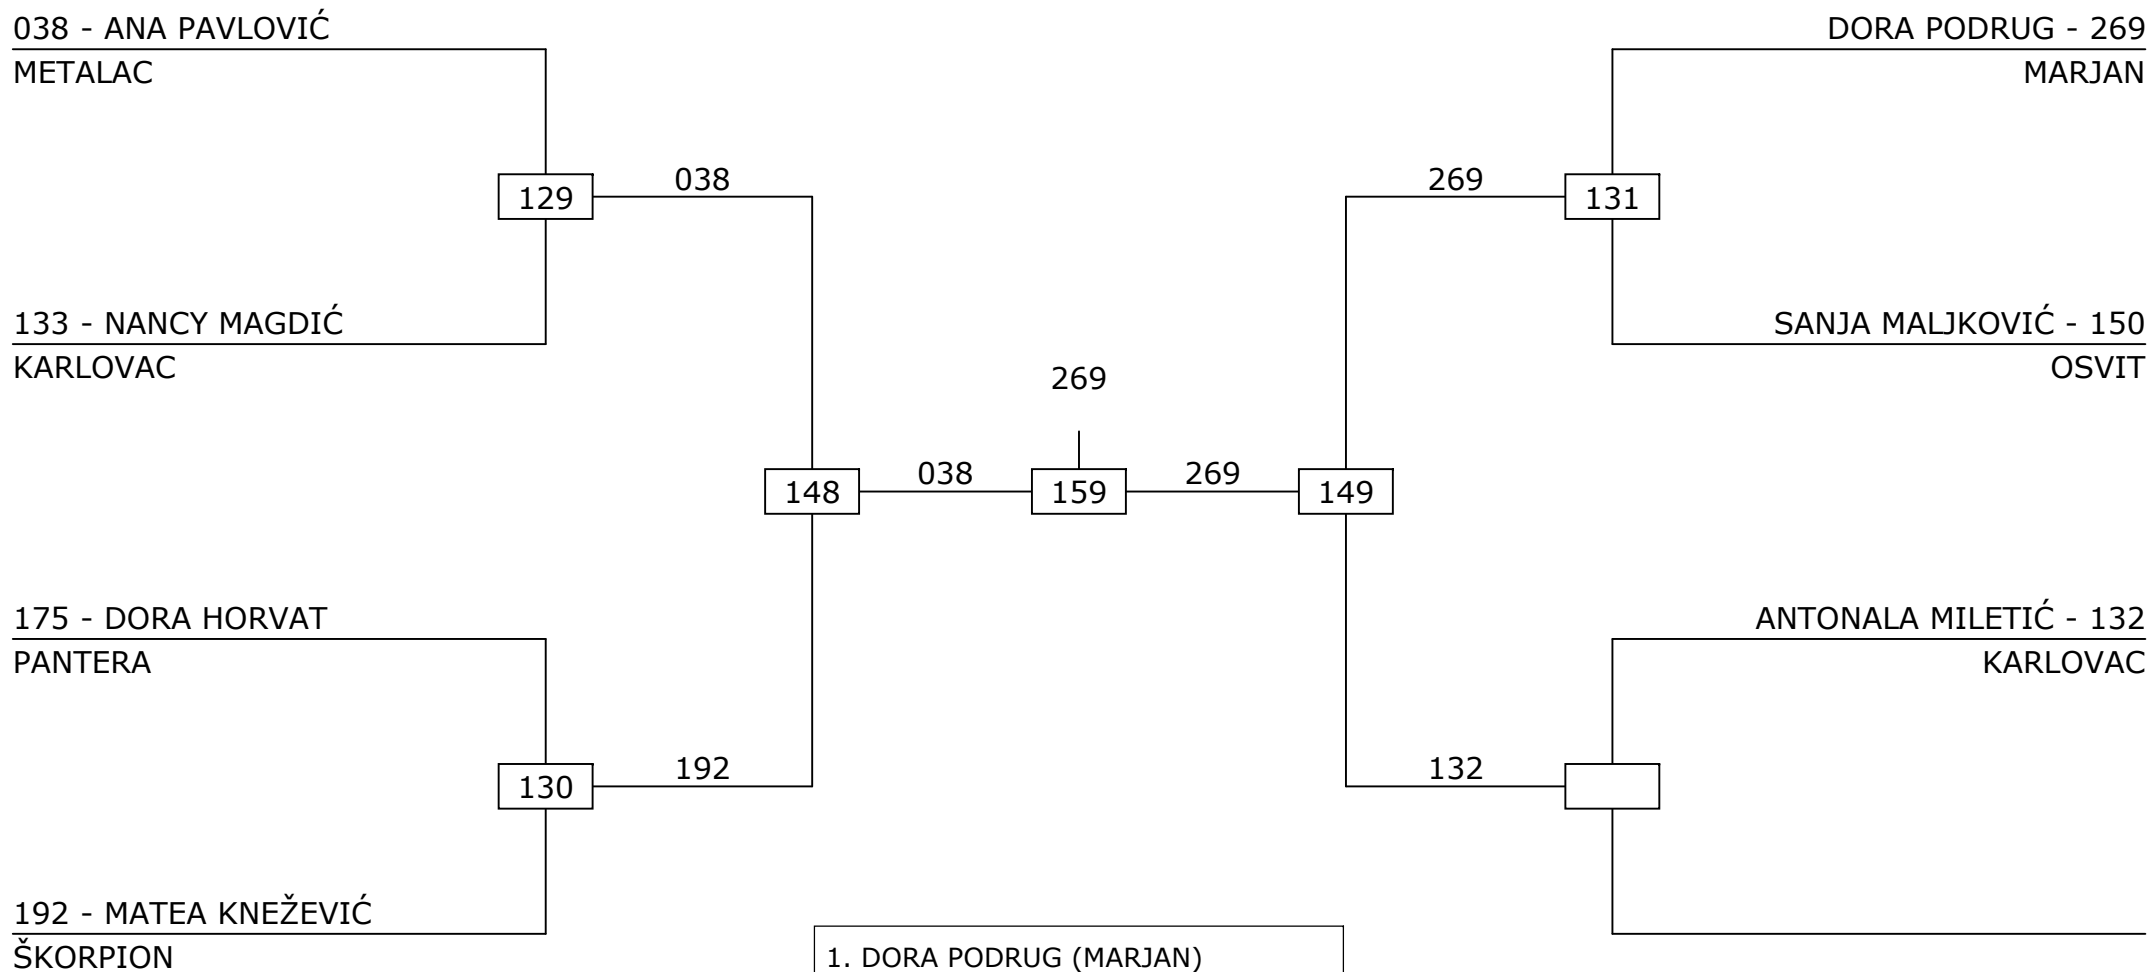 038 - ANA PAVLOVIĆ
METALAC
DORA PODRUG - 269
MARJAN
129
038
269
131
133 - NANCY MAGDIĆ
KARLOVAC
SANJA MALJKOVIĆ - 150
OSVIT
269
148
038
159
269
149
175 - DORA HORVAT
PANTERA
ANTONALA MILETIĆ - 132
KARLOVAC
130
192
132
192 - MATEA KNEŽEVIĆ
ŠKORPION
1. DORA PODRUG (MARJAN)